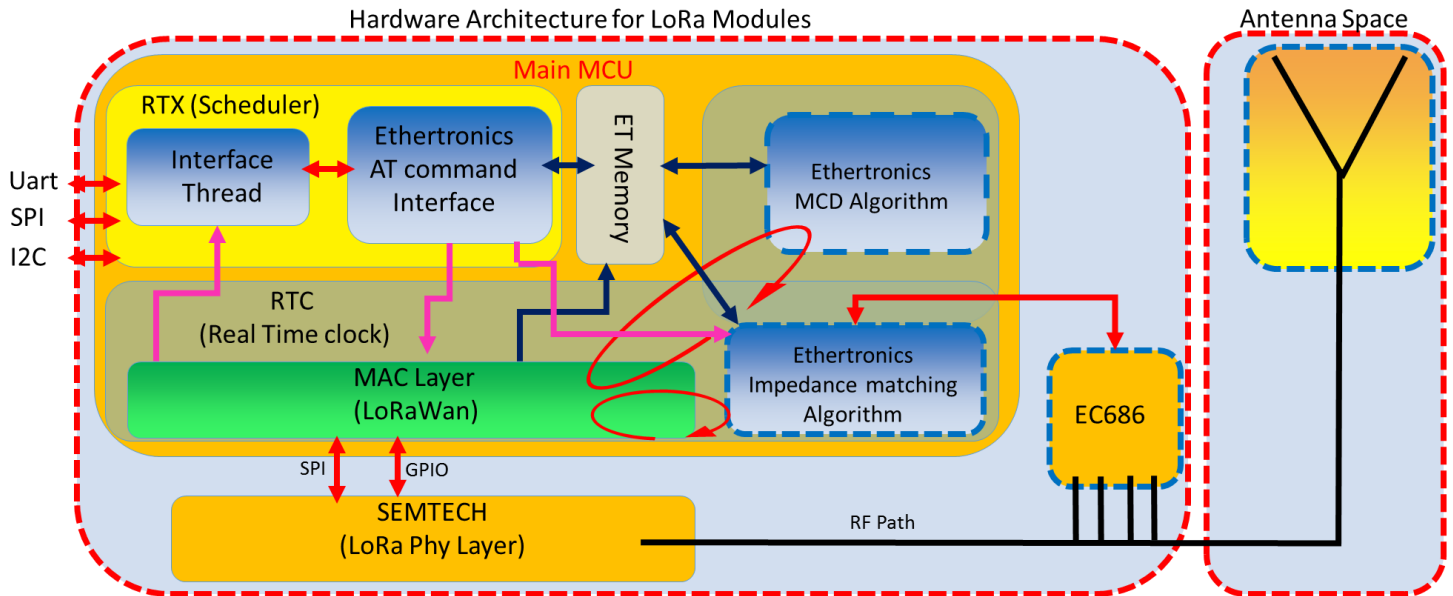 Hardware Architecture for LoRa Modules
Antenna Space
Main MCU
RTX (Scheduler)
Interface
Thread
Ethertronics
AT command
Interface
ET Memory
Ethertronics
MCD Algorithm
Uart
SPI
I2C
RTC
(Real Time clock)
MAC Layer
(LoRaWan)
Ethertronics
Impedance matching
Algorithm
EC686
SPI
GPIO
SEMTECH
(LoRa Phy Layer)
RF Path